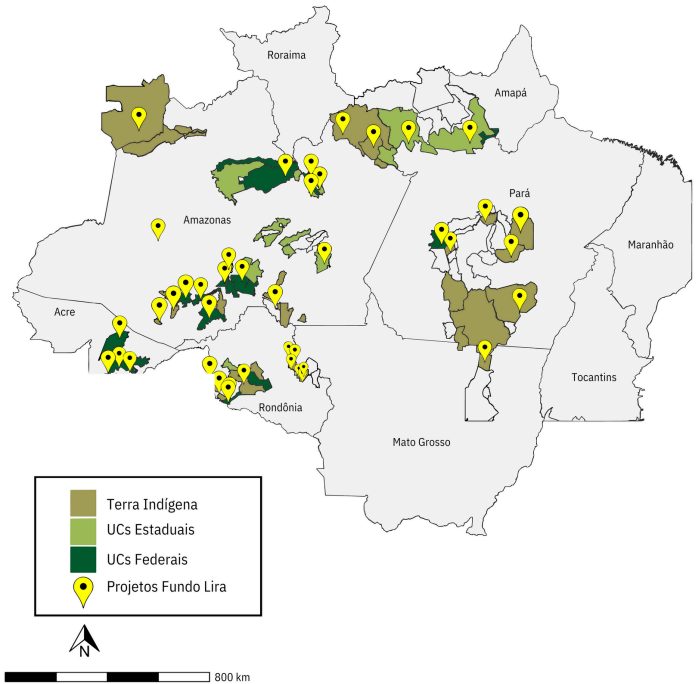 Roraima
Amapá
Pará
Amazonas
Maranhão
Acre
Tocantins
Rondônia
Mato Grosso
Terra Indígena
UCs Estaduais
UCs Federais
Projetos Fundo Lira
N
800 km